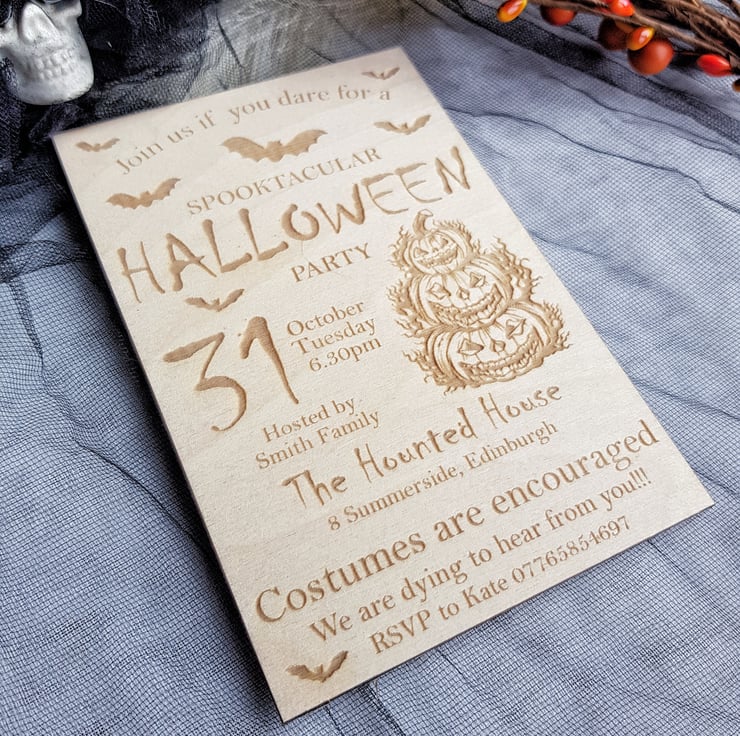 Join us if you dare for a
SPOOKTACULAR
HALLOWEEN
PARTY
31
October
Tuesday
6.30pm
Hosted by
Smith Family
The Hounted House
8 Summerside, Edinburgh
Costumes are encouraged
We are dying to hear from you!!!
RSVP to Kate 07765854697